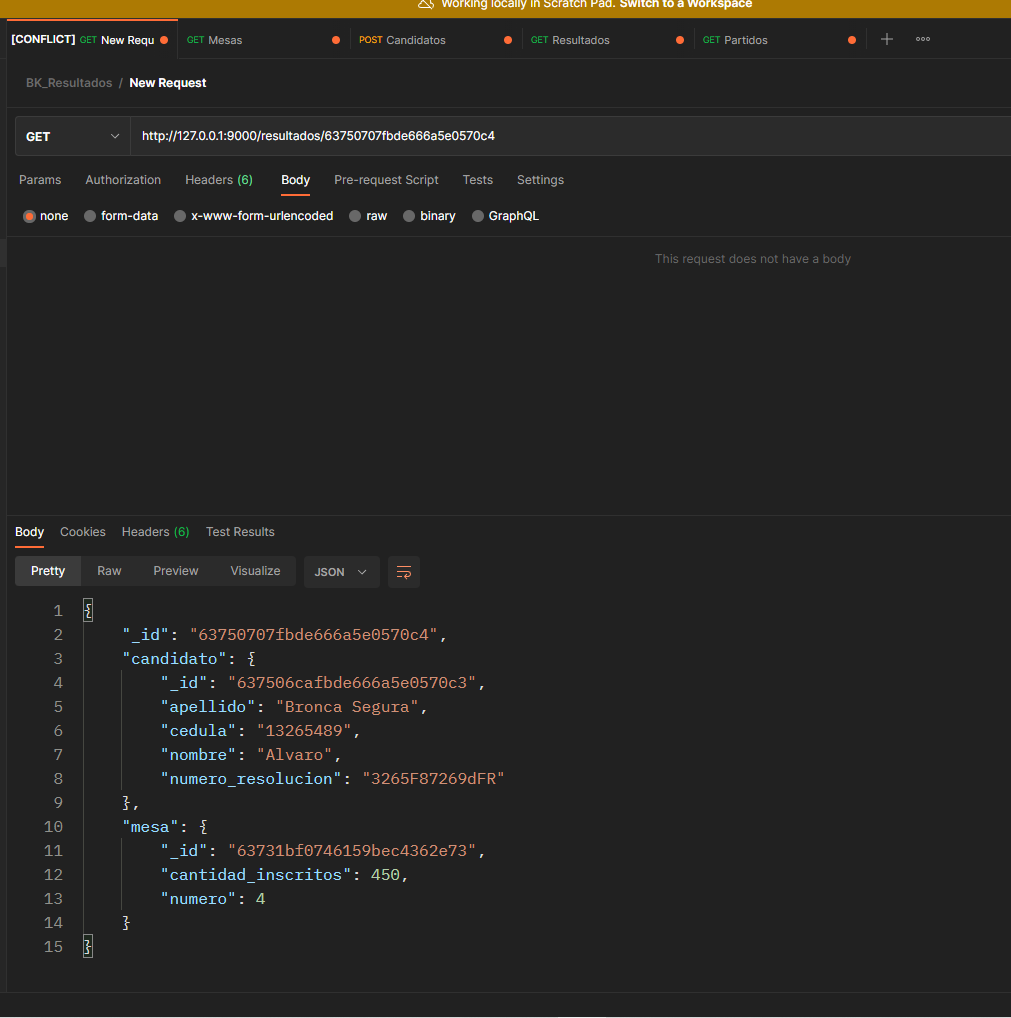 Working locally in Scratch Pad. Switch to a Workspace
[CONFLICT] GET New Requ GET Mesas POST Candidatos GET Resultados GET Partidos
BK_Resultados / New Request
GET http://127.0.0.1:9000/resultados/63750707fbde666a5e0570c4
Params Authorization Headers (6) Body Pre-request Script Tests Settings
none form-data x-www-form-urlencoded raw binary GraphQL
This request does not have a body
Body Cookies Headers (6) Test Results
Pretty Raw Preview Visualize JSON
1 {
2 "_id": "63750707fbde666a5e0570c4",
3 "candidato": {
4 "_id": "637506cafbde666a5e0570c3",
5 "apellido": "Bronca Segura",
6 "cedula": "13265489",
7 "nombre": "Alvaro",
8 "numero_resolucion": "3265F87269dFR"
9 },
10 "mesa": {
11 "_id": "63731bf0746159bec4362e73",
12 "cantidad_inscritos": 450,
13 "numero": 4
14 }
15 }